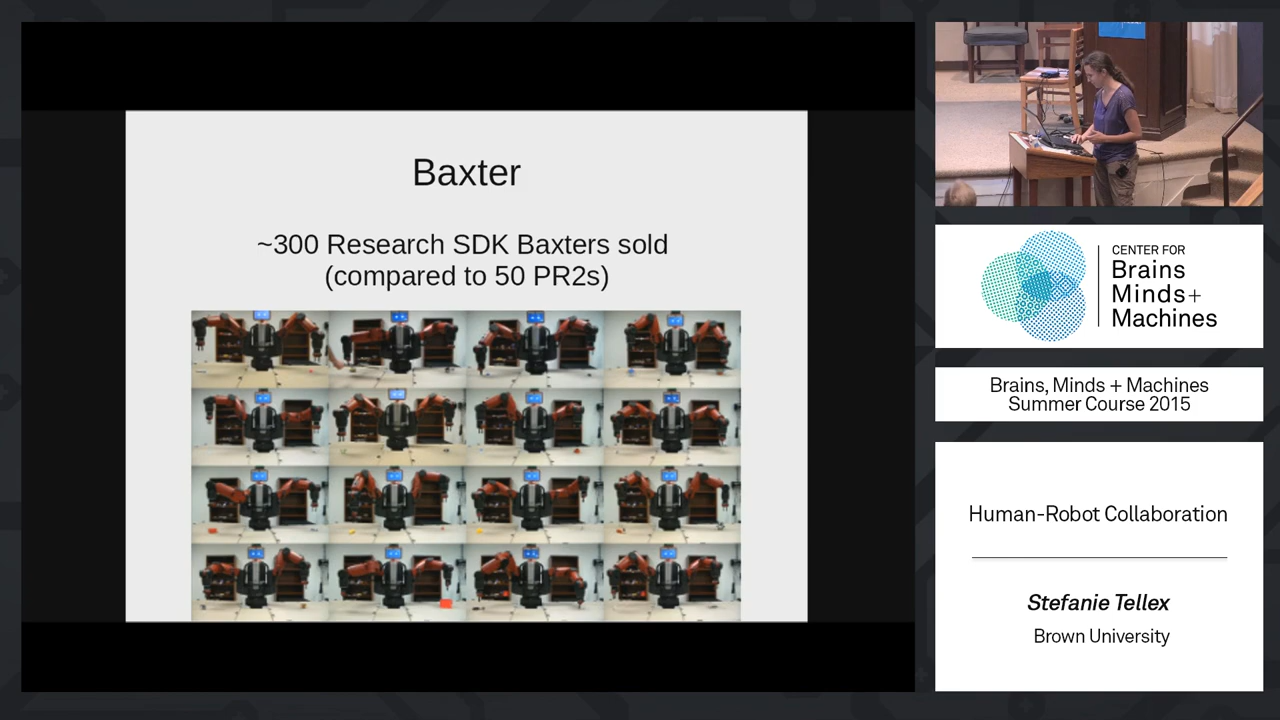 Baxter
~300 Research SDK Baxters sold
(compared to 50 PR2s)
CENTER FOR
Brains
Minds+
Machines
Brains, Minds + Machines
Summer Course 2015
Human-Robot Collaboration
Stefanie Tellex
Brown University